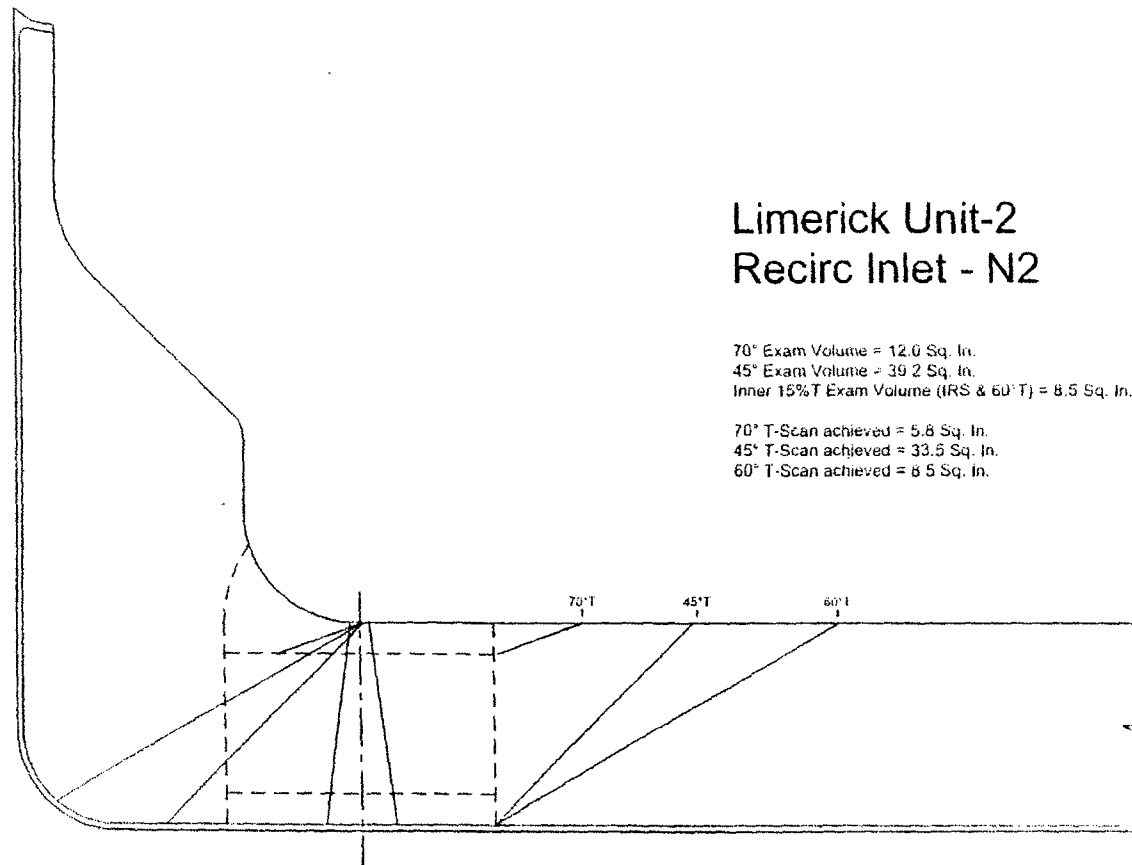 Limerick Unit-2
Recirc Inlet - N2
70° Exam Volume = 12.0 Sq. In.
45° Exam Volume = 39.2 Sq. In.
Inner 15%T Exam Volume (IRS & 60°T) = 8.5 Sq. In.
70° T-Scan achieved = 5.8 Sq. In.
45° T-Scan achieved = 33.5 Sq. In.
60° T-Scan achieved = 8.5 Sq. In.
70°T 45°T 60°T